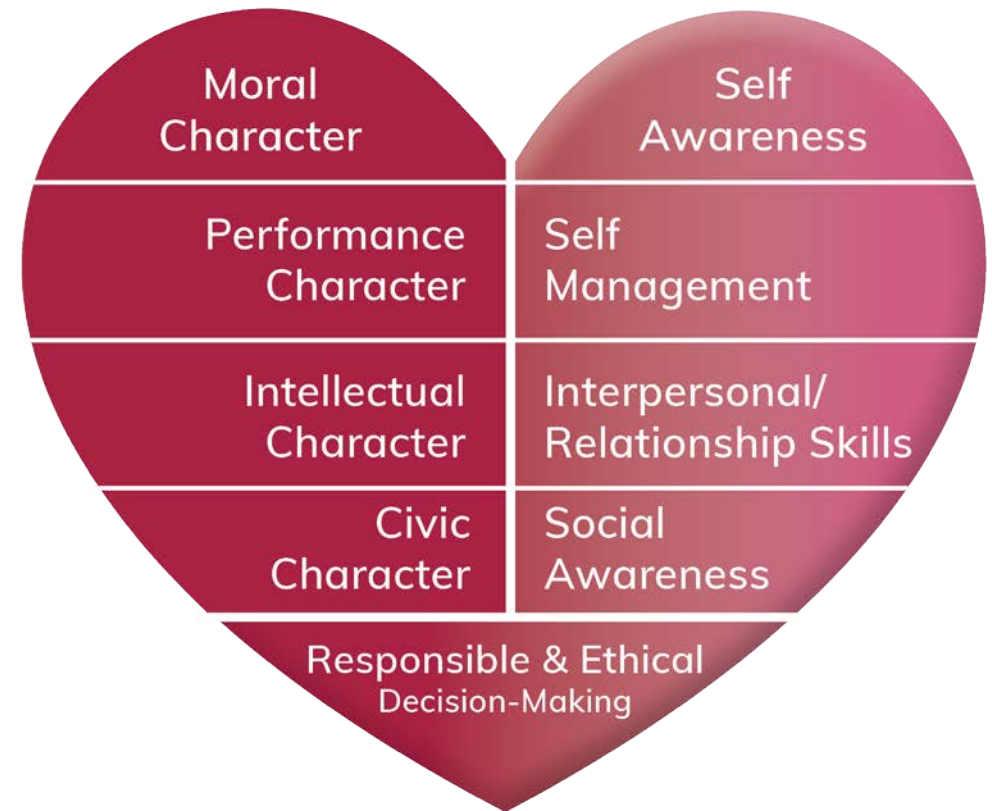 Moral
Character
Self
Awareness
Performance
Character
Self
Management
Intellectual
Character
Interpersonal/
Relationship Skills
Civic
Character
Social
Awareness
Responsible & Ethical
Decision-Making